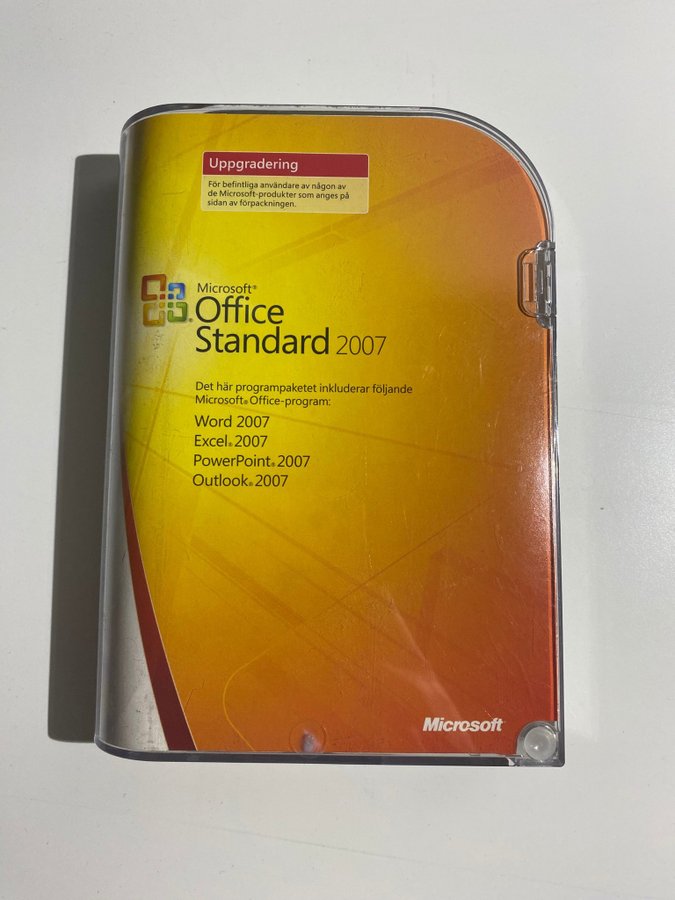 Uppgradering
För befintliga användare av någon av
de Microsoft-produkter som anges på
sidan av förpackningen.
Microsoft®
Office
Standard 2007
Det här programpaketet inkluderar följande
Microsoft® Office-program:
Word 2007
Excel® 2007
PowerPoint® 2007
Outlook® 2007
Microsoft